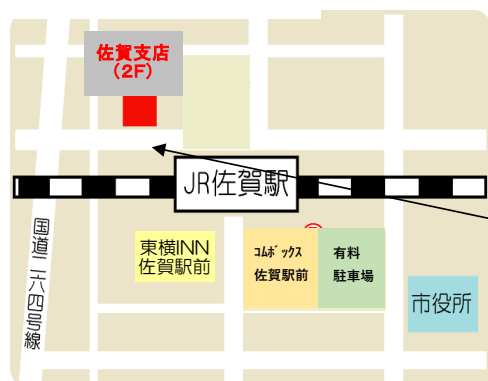 佐賀支店
(2F)
JR佐賀駅
東横INN
佐賀駅前
コムボックス
佐賀駅前
有料
駐車場
市役所
国道二六四号線